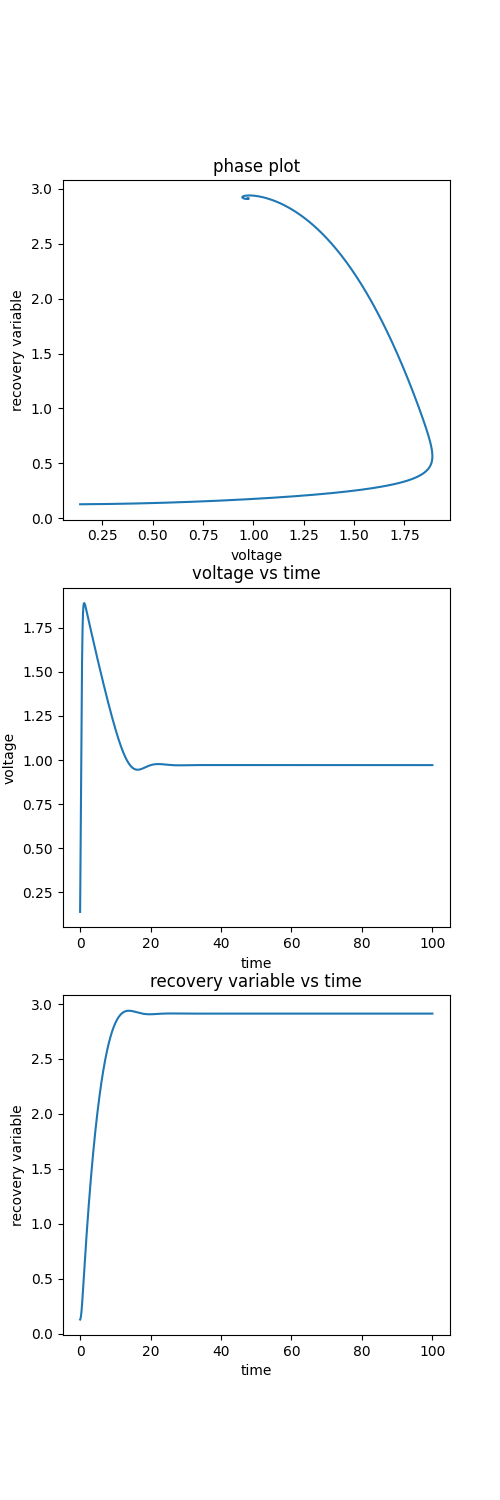 phase plot
3.0
2.5
2.0
1.5
1.0
0.5
0.0
recovery variable
0.25 0.50 0.75 1.00 1.25 1.50 1.75
voltage
voltage vs time
1.75
1.50
1.25
1.00
0.75
0.50
0.25
voltage
0 20 40 60 80 100
time
recovery variable vs time
3.0
2.5
2.0
1.5
1.0
0.5
0.0
recovery variable
0 20 40 60 80 100
time